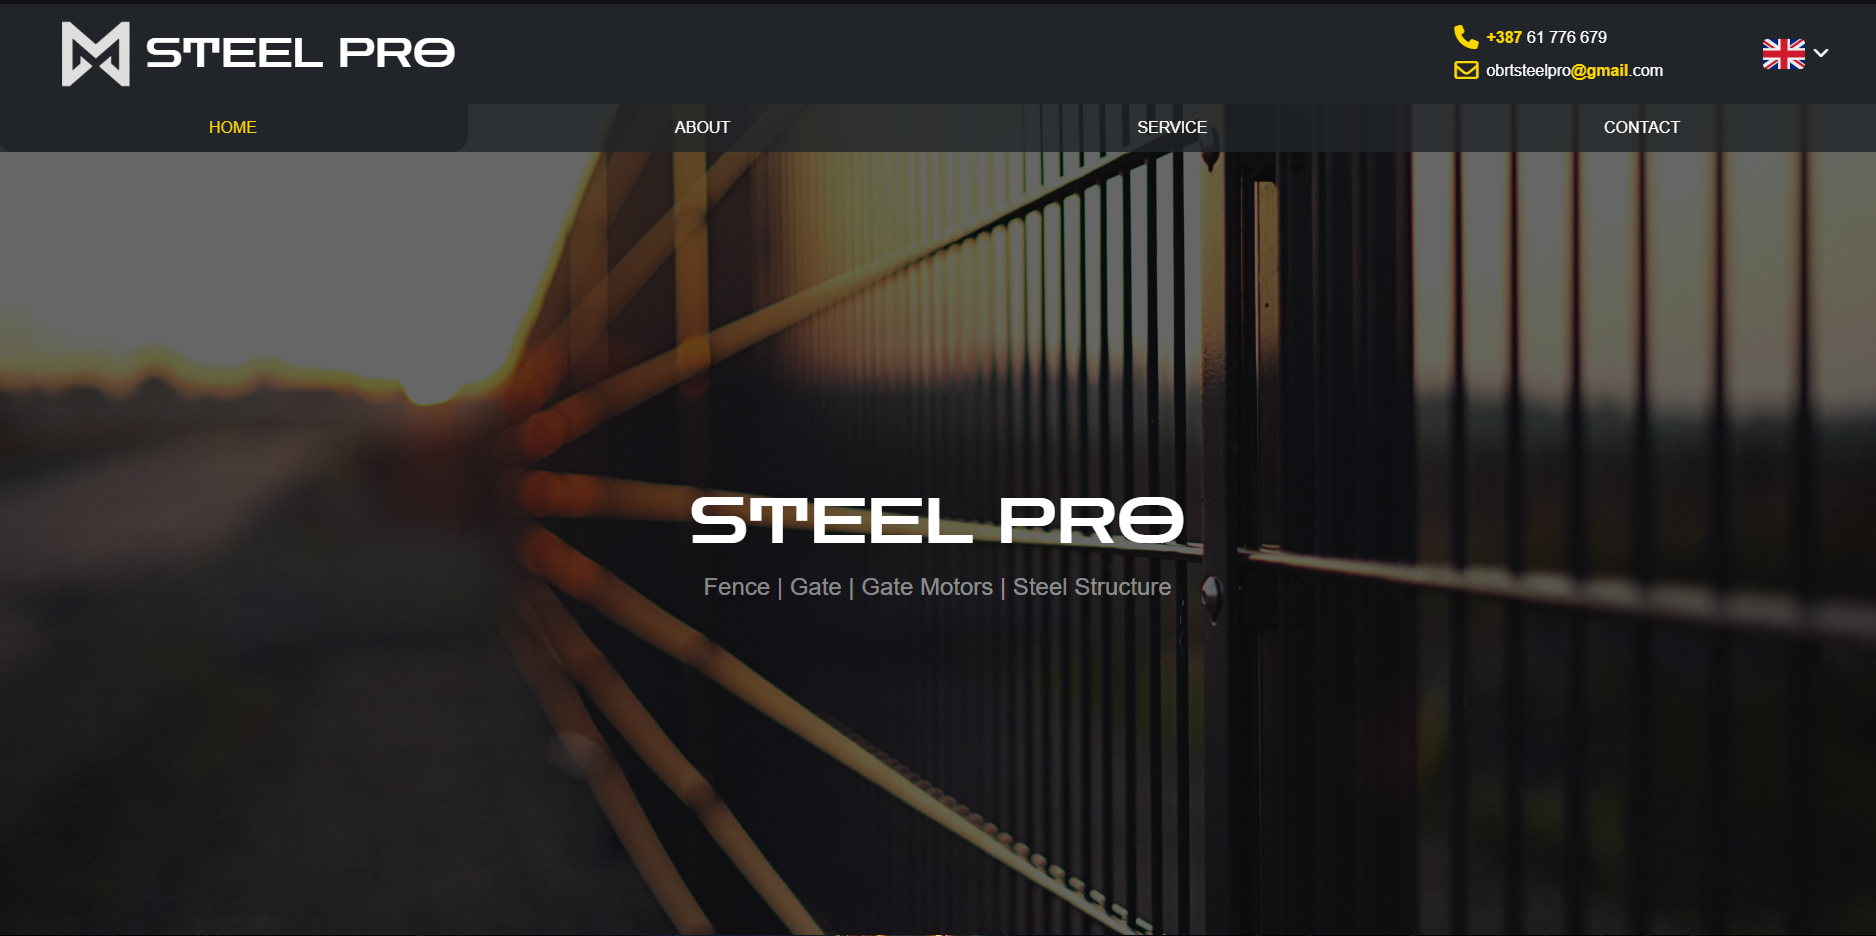 STEEL PRO
+387 61 776 679
obrtsteelpro@gmail.com
HOME
ABOUT
SERVICE
CONTACT
STEEL PRO
Fence | Gate | Gate Motors | Steel Structure